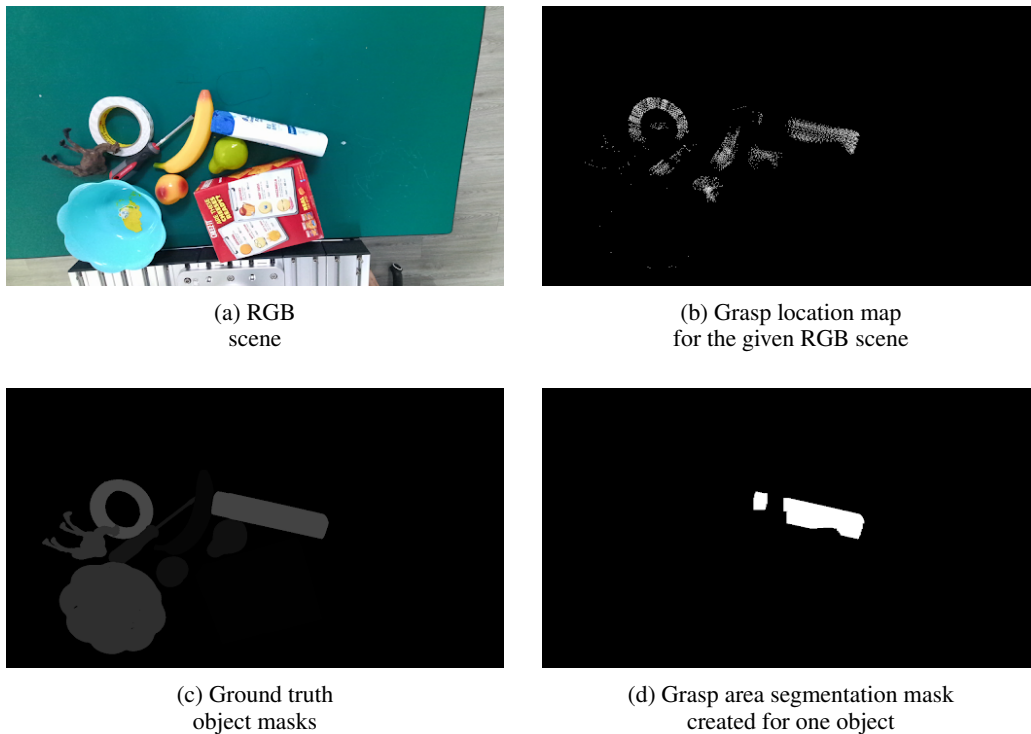 (a) RGB
scene
(b) Grasp location map
for the given RGB scene
(c) Ground truth
object masks
(d) Grasp area segmentation mask
created for one object